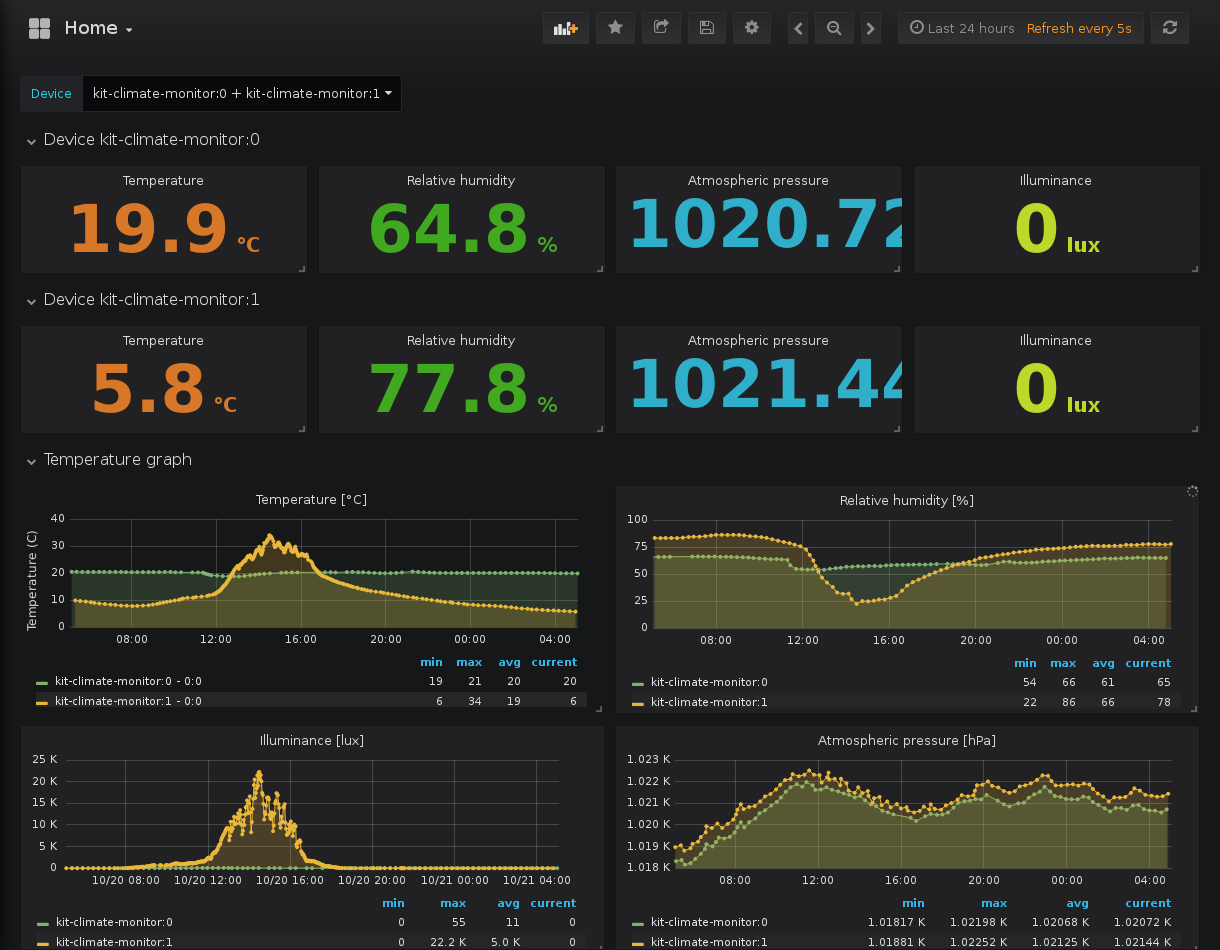 Home
Last 24 hours Refresh every 5s
Device kit-climate-monitor:0 + kit-climate-monitor:1
Device kit-climate-monitor:0
Temperature Relative humidity Atmospheric pressure Illuminance
19.9 °C 64.8 % 1020.72 0 lux
Device kit-climate-monitor:1
Temperature Relative humidity Atmospheric pressure Illuminance
5.8 °C 77.8 % 1021.44 0 lux
Temperature graph
Temperature [°C]
Temperature (C)
40
30
20
10
0
08:00 12:00 16:00 20:00 00:00 04:00
min max avg current
kit-climate-monitor:0 - 0:0 19 21 20 20
kit-climate-monitor:1 - 0:0 6 34 19 6
Relative humidity [%]
100
75
50
25
0
08:00 12:00 16:00 20:00 00:00 04:00
min max avg current
kit-climate-monitor:0 54 66 61 65
kit-climate-monitor:1 22 86 66 78
Illuminance [lux]
25 K
20 K
15 K
10 K
5 K
0
10/20 08:00 10/20 12:00 10/20 16:00 10/20 20:00 10/21 00:00 10/21 04:00
min max avg current
kit-climate-monitor:0 0 55 11 0
kit-climate-monitor:1 0 22.2 K 5.0 K 0
Atmospheric pressure [hPa]
1.023 K
1.022 K
1.021 K
1.020 K
1.019 K
1.018 K
08:00 12:00 16:00 20:00 00:00 04:00
min max avg current
kit-climate-monitor:0 1.01817 K 1.02198 K 1.02068 K 1.02072 K
kit-climate-monitor:1 1.01881 K 1.02252 K 1.02125 K 1.02144 K